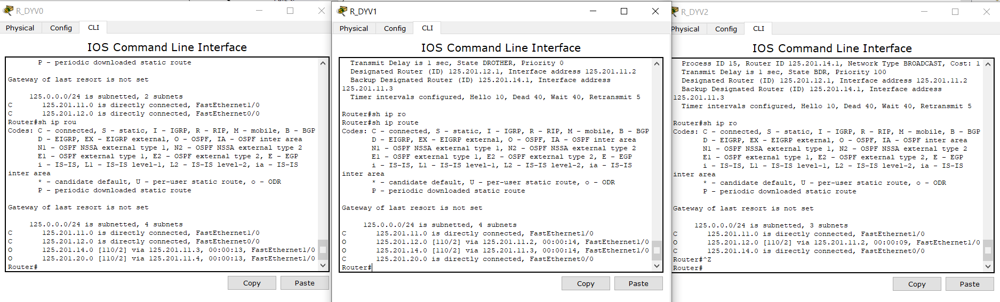 R_DYV0
Physical Config CLI
IOS Command Line Interface
P - periodic downloaded static route
Gateway of last resort is not set
125.0.0.0/24 is subnetted, 2 subnets
C 125.201.11.0 is directly connected, FastEthernet1/0
C 125.201.12.0 is directly connected, FastEthernet0/0
Router#sh ip rou
Codes: C - connected, S - static, I - IGRP, R - RIP, M - mobile, B - BGP
D - EIGRP, EX - EIGRP external, O - OSPF, IA - OSPF inter area
N1 - OSPF NSSA external type 1, N2 - OSPF NSSA external type 2
E1 - OSPF external type 1, E2 - OSPF external type 2, E - EGP
i - IS-IS, L1 - IS-IS level-1, L2 - IS-IS level-2, ia - IS-IS
inter area
* - candidate default, U - per-user static route, o - ODR
P - periodic downloaded static route
Gateway of last resort is not set
125.0.0.0/24 is subnetted, 4 subnets
C 125.201.11.0 is directly connected, FastEthernet1/0
C 125.201.12.0 is directly connected, FastEthernet0/0
O 125.201.14.0 [110/2] via 125.201.11.3, 00:00:13, FastEthernet1/0
O 125.201.20.0 [110/2] via 125.201.11.4, 00:00:13, FastEthernet1/0
Router#
Copy Paste
R_DYV1
Physical Config CLI
IOS Command Line Interface
Transmit Delay is 1 sec, State DROTHER, Priority 0
Designated Router (ID) 125.201.12.1, Interface address 125.201.11.2
Backup Designated Router (ID) 125.201.14.1, Interface address
125.201.11.3
Timer intervals configured, Hello 10, Dead 40, Wait 40, Retransmit 5
Router#sh ip ro
Router#sh ip route
Codes: C - connected, S - static, I - IGRP, R - RIP, M - mobile, B - BGP
D - EIGRP, EX - EIGRP external, O - OSPF, IA - OSPF inter area
N1 - OSPF NSSA external type 1, N2 - OSPF NSSA external type 2
E1 - OSPF external type 1, E2 - OSPF external type 2, E - EGP
i - IS-IS, L1 - IS-IS level-1, L2 - IS-IS level-2, ia - IS-IS
inter area
* - candidate default, U - per-user static route, o - ODR
P - periodic downloaded static route
Gateway of last resort is not set
125.0.0.0/24 is subnetted, 4 subnets
C 125.201.11.0 is directly connected, FastEthernet1/0
O 125.201.12.0 [110/2] via 125.201.11.2, 00:00:14, FastEthernet1/0
O 125.201.14.0 [110/2] via 125.201.11.3, 00:00:14, FastEthernet1/0
C 125.201.20.0 is directly connected, FastEthernet0/0
Router#
Copy Paste
R_DYV2
Physical Config CLI
IOS Command Line Interface
Process ID 15, Router ID 125.201.14.1, Network Type BROADCAST, Cost: 1
Transmit Delay is 1 sec, State BDR, Priority 100
Designated Router (ID) 125.201.12.1, Interface address 125.201.11.2
Backup Designated Router (ID) 125.201.14.1, Interface address
125.201.11.3
Timer intervals configured, Hello 10, Dead 40, Wait 40, Retransmit 5
Router#sh ip ro
Codes: C - connected, S - static, I - IGRP, R - RIP, M - mobile, B - BGP
D - EIGRP, EX - EIGRP external, O - OSPF, IA - OSPF inter area
N1 - OSPF NSSA external type 1, N2 - OSPF NSSA external type 2
E1 - OSPF external type 1, E2 - OSPF external type 2, E - EGP
i - IS-IS, L1 - IS-IS level-1, L2 - IS-IS level-2, ia - IS-IS
inter area
* - candidate default, U - per-user static route, o - ODR
P - periodic downloaded static route
Gateway of last resort is not set
125.0.0.0/24 is subnetted, 3 subnets
C 125.201.11.0 is directly connected, FastEthernet1/0
O 125.201.12.0 [110/2] via 125.201.11.2, 00:00:09, FastEthernet1/0
C 125.201.14.0 is directly connected, FastEthernet0/0
Router#^Z
Router#
Copy Paste